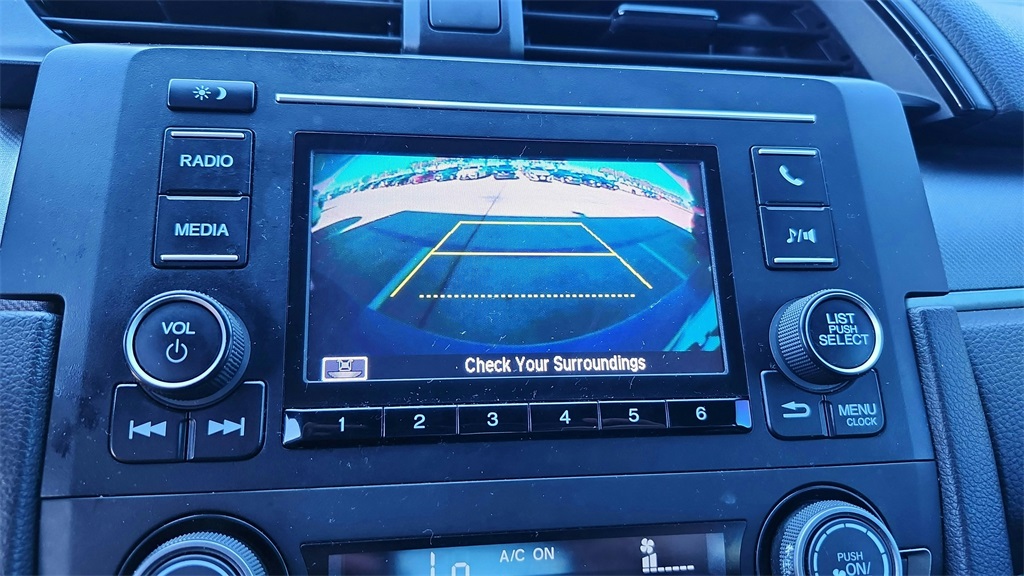 RADIO
MEDIA
VOL
Check Your Surroundings
1 2 3 4 5 6
LIST
PUSH
SELECT
MENU
CLOCK
A/C ON
Lo
PUSH
ON/